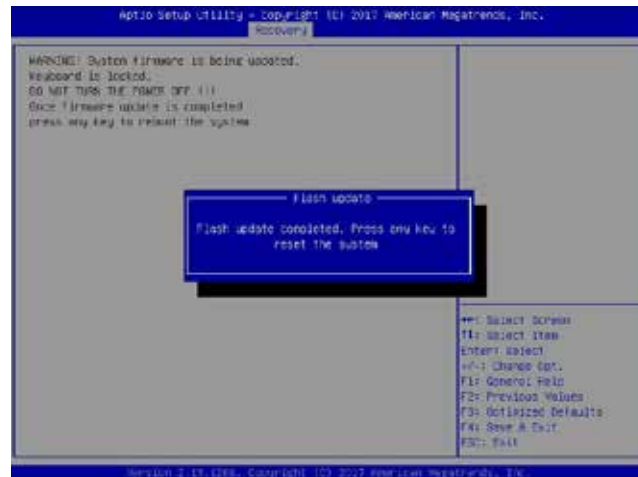 Aptio Setup Utility - Copyright (C) 2017 American Megatrends, Inc.
Recovery
WARNING! System firmware is being updated.
Keyboard is locked.
DO NOT TURN THE POWER OFF !!!
Once firmware update is completed
press any key to reboot the system
Flash update
Flash update completed. Press any key to
reset the system
: Select Screen
: Select Item
Enter: Select
+/-: Change Opt.
F1: General Help
F2: Previous Values
F3: Optimized Defaults
F4: Save & Exit
ESC: Exit
Version Copyright (C) 2017 American Megatrends, Inc.